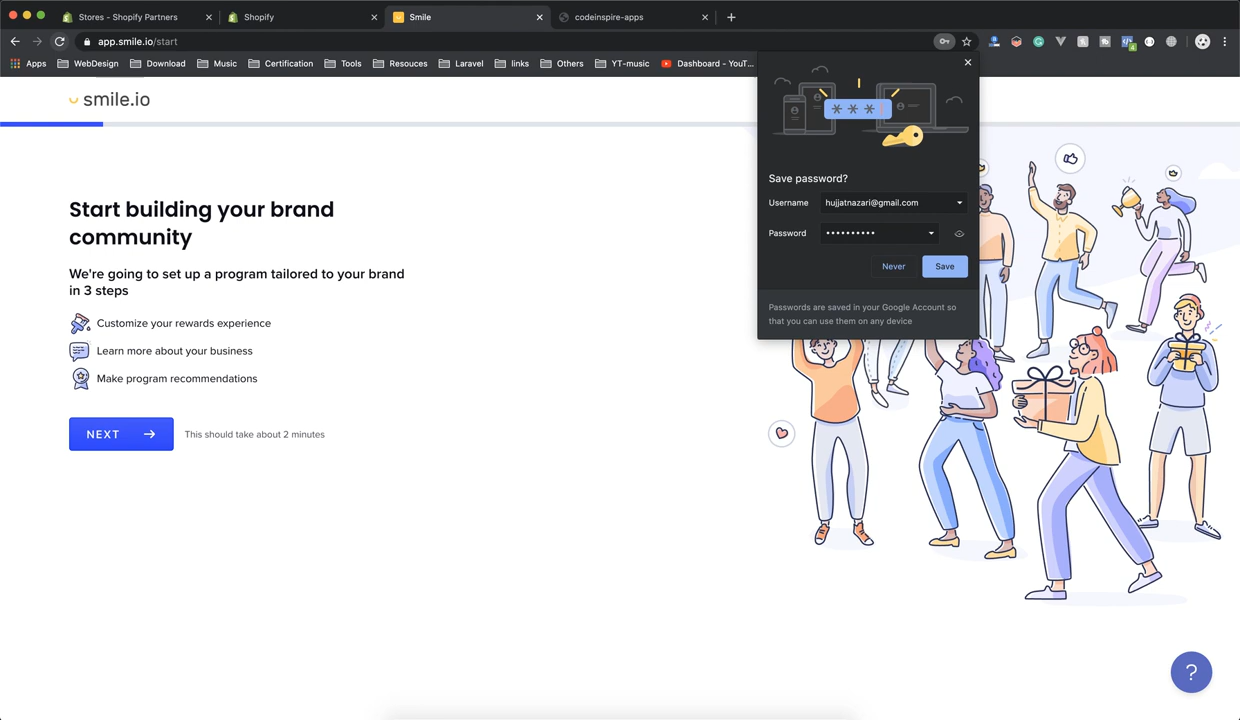 Stores - Shopify Partners
Shopify
Smile
codeinspire-apps
app.smile.io/start
Apps
WebDesign
Download
Music
Certification
Tools
Resouces
Laravel
links
Others
YT-music
Dashboard - YouT...
smile.io
Start building your brand
community
We're going to set up a program tailored to your brand
in 3 steps
Customize your rewards experience
Learn more about your business
Make program recommendations
NEXT
This should take about 2 minutes
* * *
Save password?
Username
hujjatnazari@gmail.com
Password
••••••••••
Never
Save
Passwords are saved in your Google Account so
that you can use them on any device
?